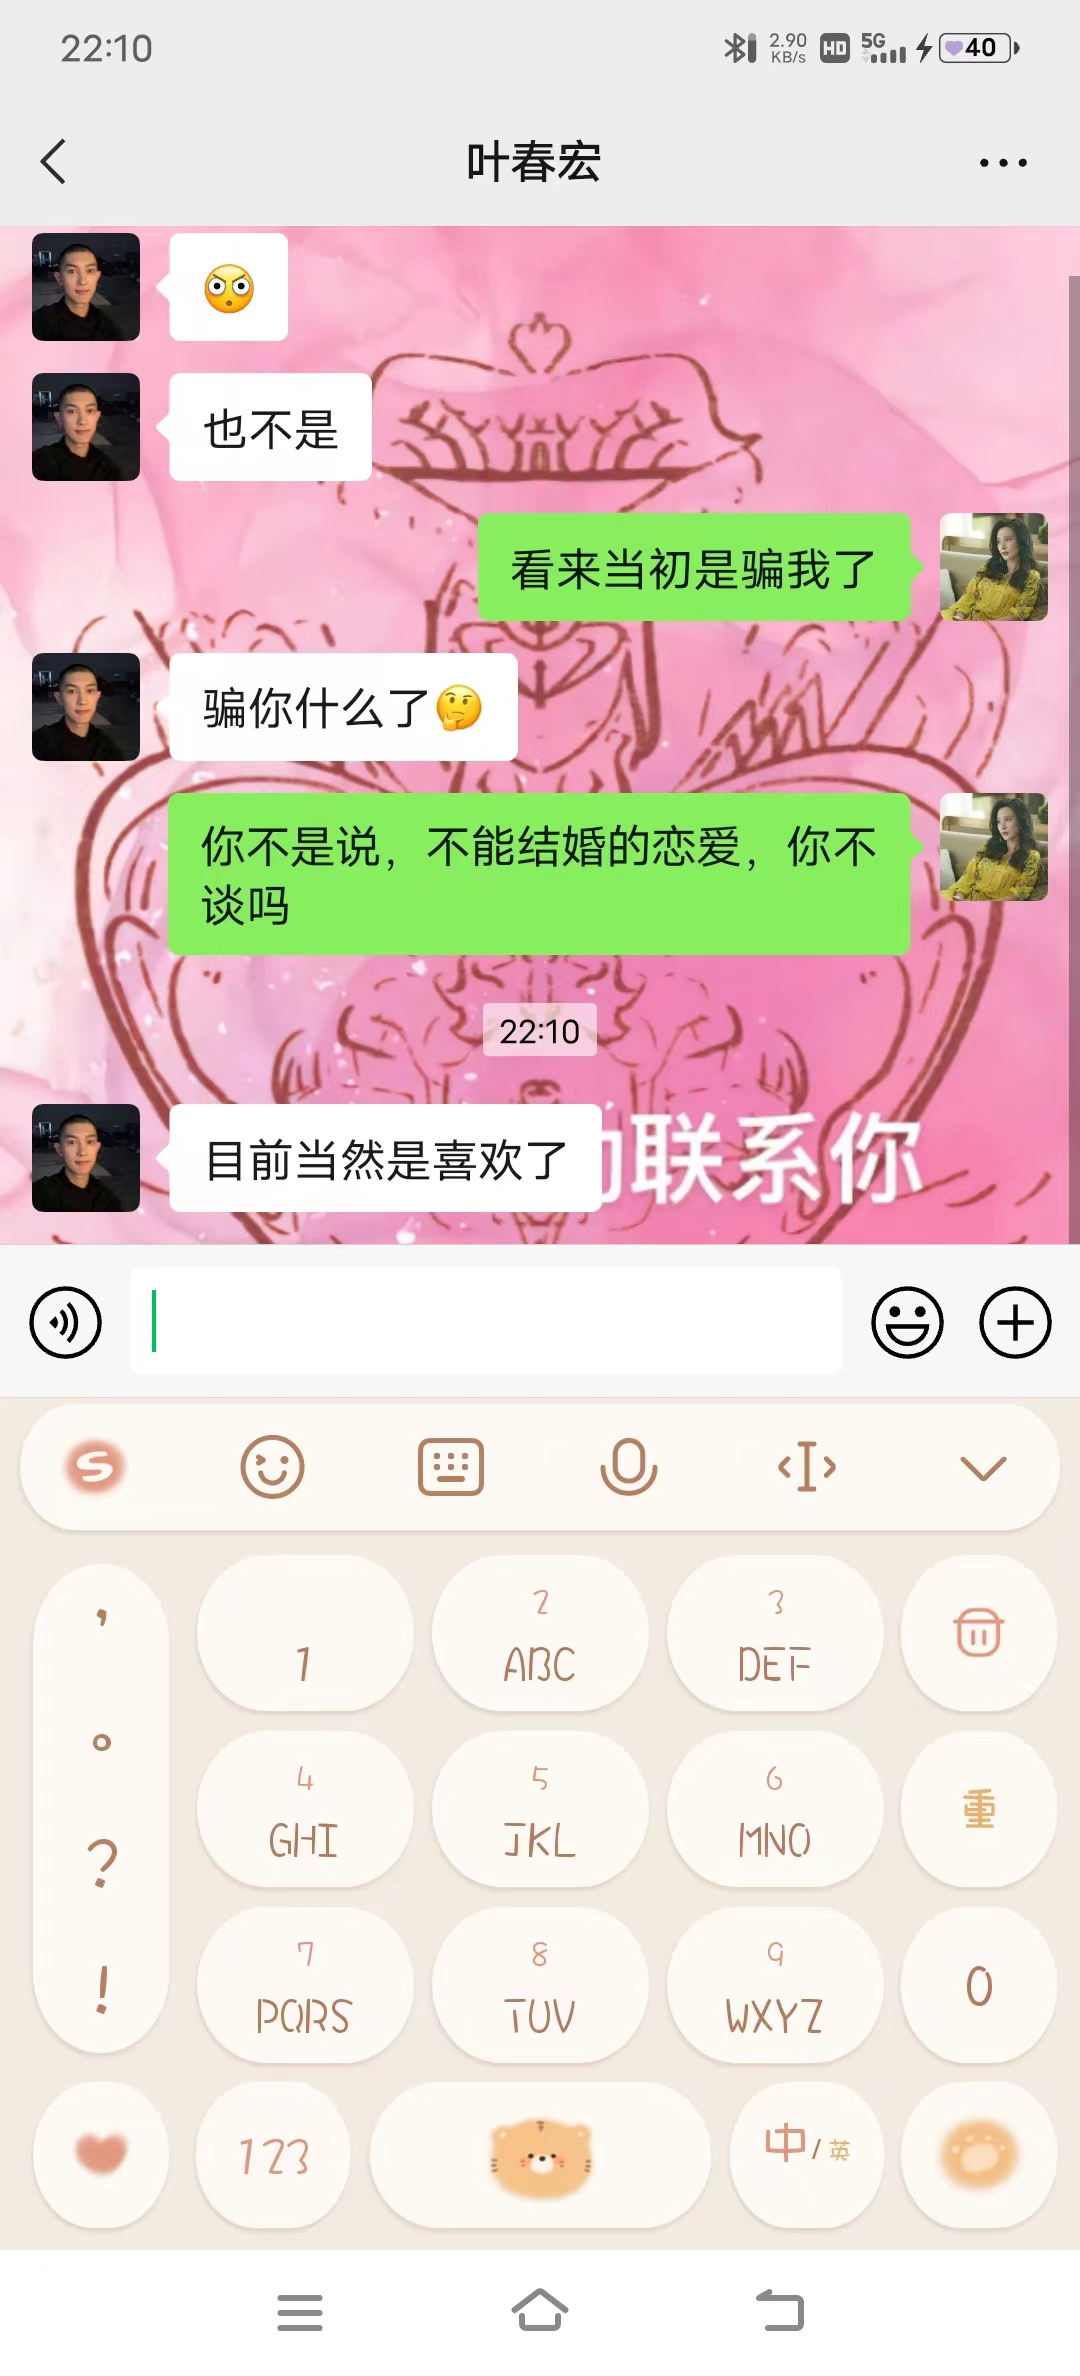 22:10
2.90
KB/s
HD
5G
40
叶春宏
也不是
看来当初是骗我了
骗你什么了
你不是说，不能结婚的恋爱，你不
谈吗
22:10
目前当然是喜欢了
联系你
S
，
。
?
!
1
2
ABC
3
DEF
4
GHI
5
JKL
6
MNO
重
7
PQRS
8
TUV
9
WXYZ
0
123
中/英